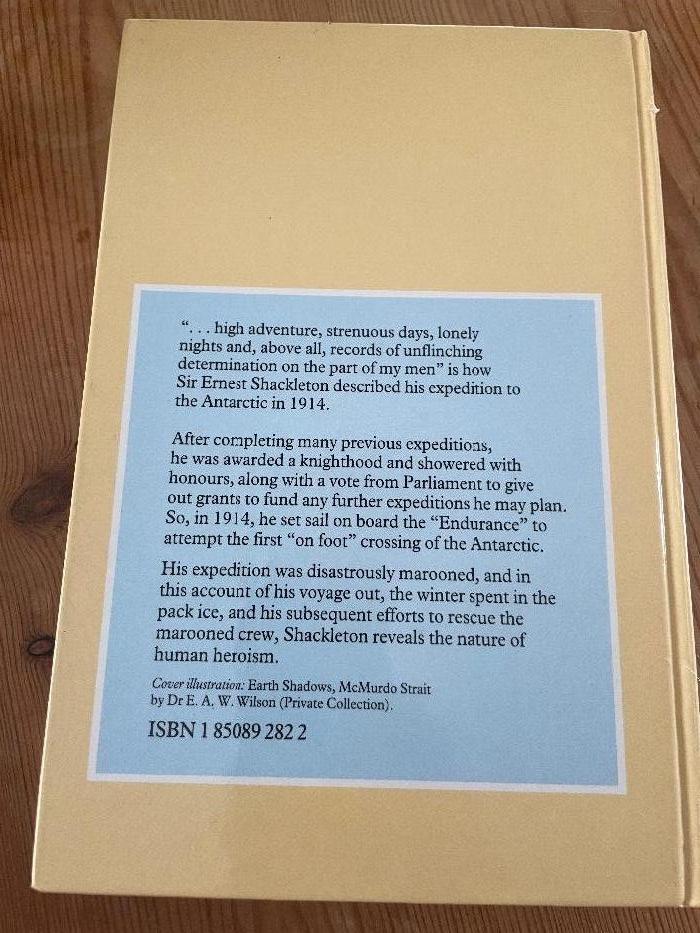 “. . . high adventure, strenuous days, lonely
nights and, above all, records of unflinching
determination on the part of my men” is how
Sir Ernest Shackleton described his expedition to
the Antarctic in 1914.
After completing many previous expeditions,
he was awarded a knighthood and showered with
honours, along with a vote from Parliament to give
out grants to fund any further expeditions he may plan.
So, in 1914, he set sail on board the “Endurance” to
attempt the first “on foot” crossing of the Antarctic.
His expedition was disastrously marooned, and in
this account of his voyage out, the winter spent in the
pack ice, and his subsequent efforts to rescue the
marooned crew, Shackleton reveals the nature of
human heroism.
Cover illustration: Earth Shadows, McMurdo Strait
by Dr E. A. W. Wilson (Private Collection).
ISBN 1 85089 282 2